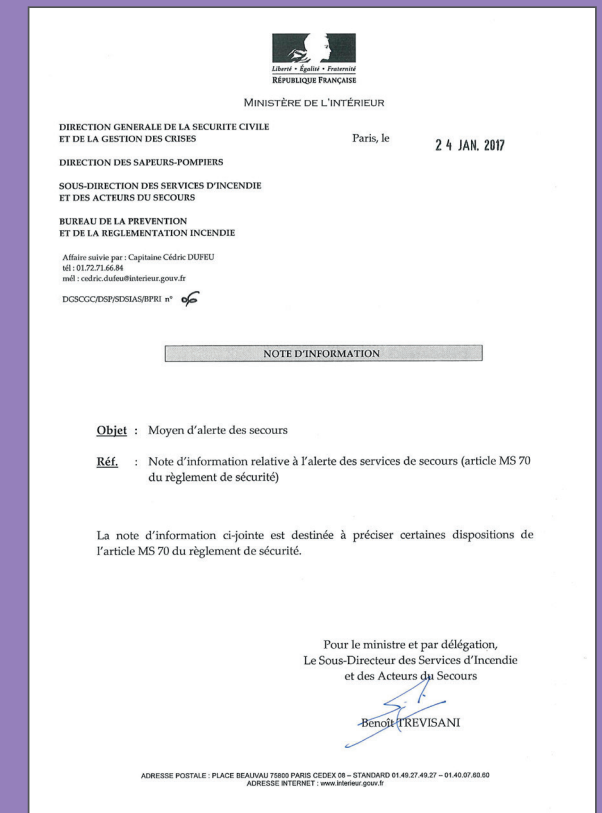 Liberté • Égalité • Fraternité
RÉPUBLIQUE FRANÇAISE
MINISTÈRE DE L'INTÉRIEUR
DIRECTION GENERALE DE LA SECURITE CIVILE
ET DE LA GESTION DES CRISES
Paris, le
2 4 JAN. 2017
DIRECTION DES SAPEURS-POMPIERS
SOUS-DIRECTION DES SERVICES D'INCENDIE
ET DES ACTEURS DU SECOURS
BUREAU DE LA PREVENTION
ET DE LA REGLEMENTATION INCENDIE
Affaire suivie par : Capitaine Cédric DUFEU
tél : 01.72.71.66.84
mél : cedric.dufeu@interieur.gouv.fr
DGSCGC/DSP/SDSIAS/BPRI n° 06
NOTE D'INFORMATION
Objet : Moyen d'alerte des secours
Réf. : Note d'information relative à l'alerte des services de secours (article MS 70
du règlement de sécurité)
La note d'information ci-jointe est destinée à préciser certaines dispositions de
l'article MS 70 du règlement de sécurité.
Pour le ministre et par délégation,
Le Sous-Directeur des Services d'Incendie
et des Acteurs du Secours
Benoît TREVISANI
ADRESSE POSTALE : PLACE BEAUVAU 75800 PARIS CEDEX 08 – STANDARD 01.49.27.49.27 – 01.40.07.60.60
ADRESSE INTERNET : www.interieur.gouv.fr